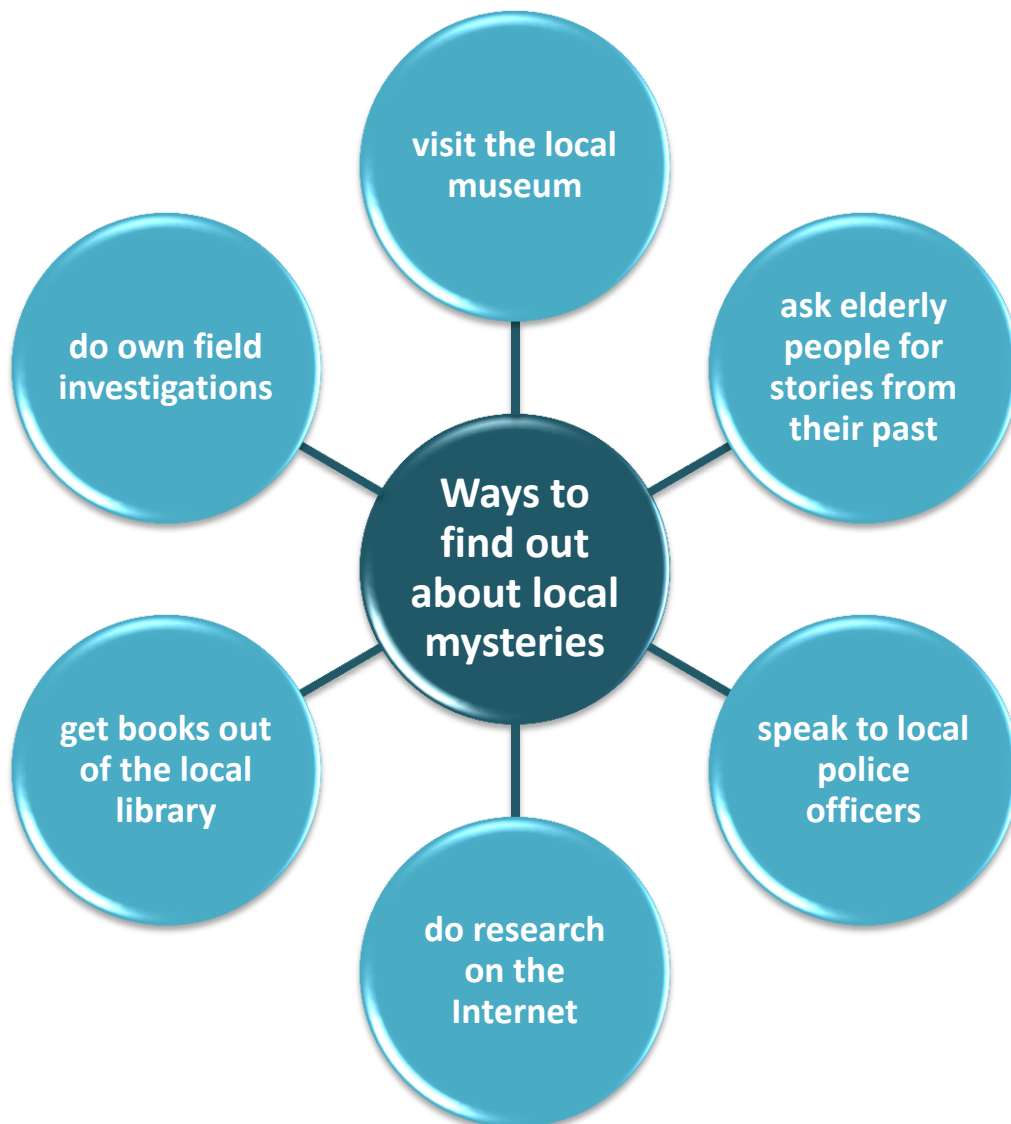 visit the local
museum
ask elderly
people for
stories from
their past
do own field
investigations
Ways to
find out
about local
mysteries
get books out
of the local
library
speak to local
police
officers
do research
on the
Internet